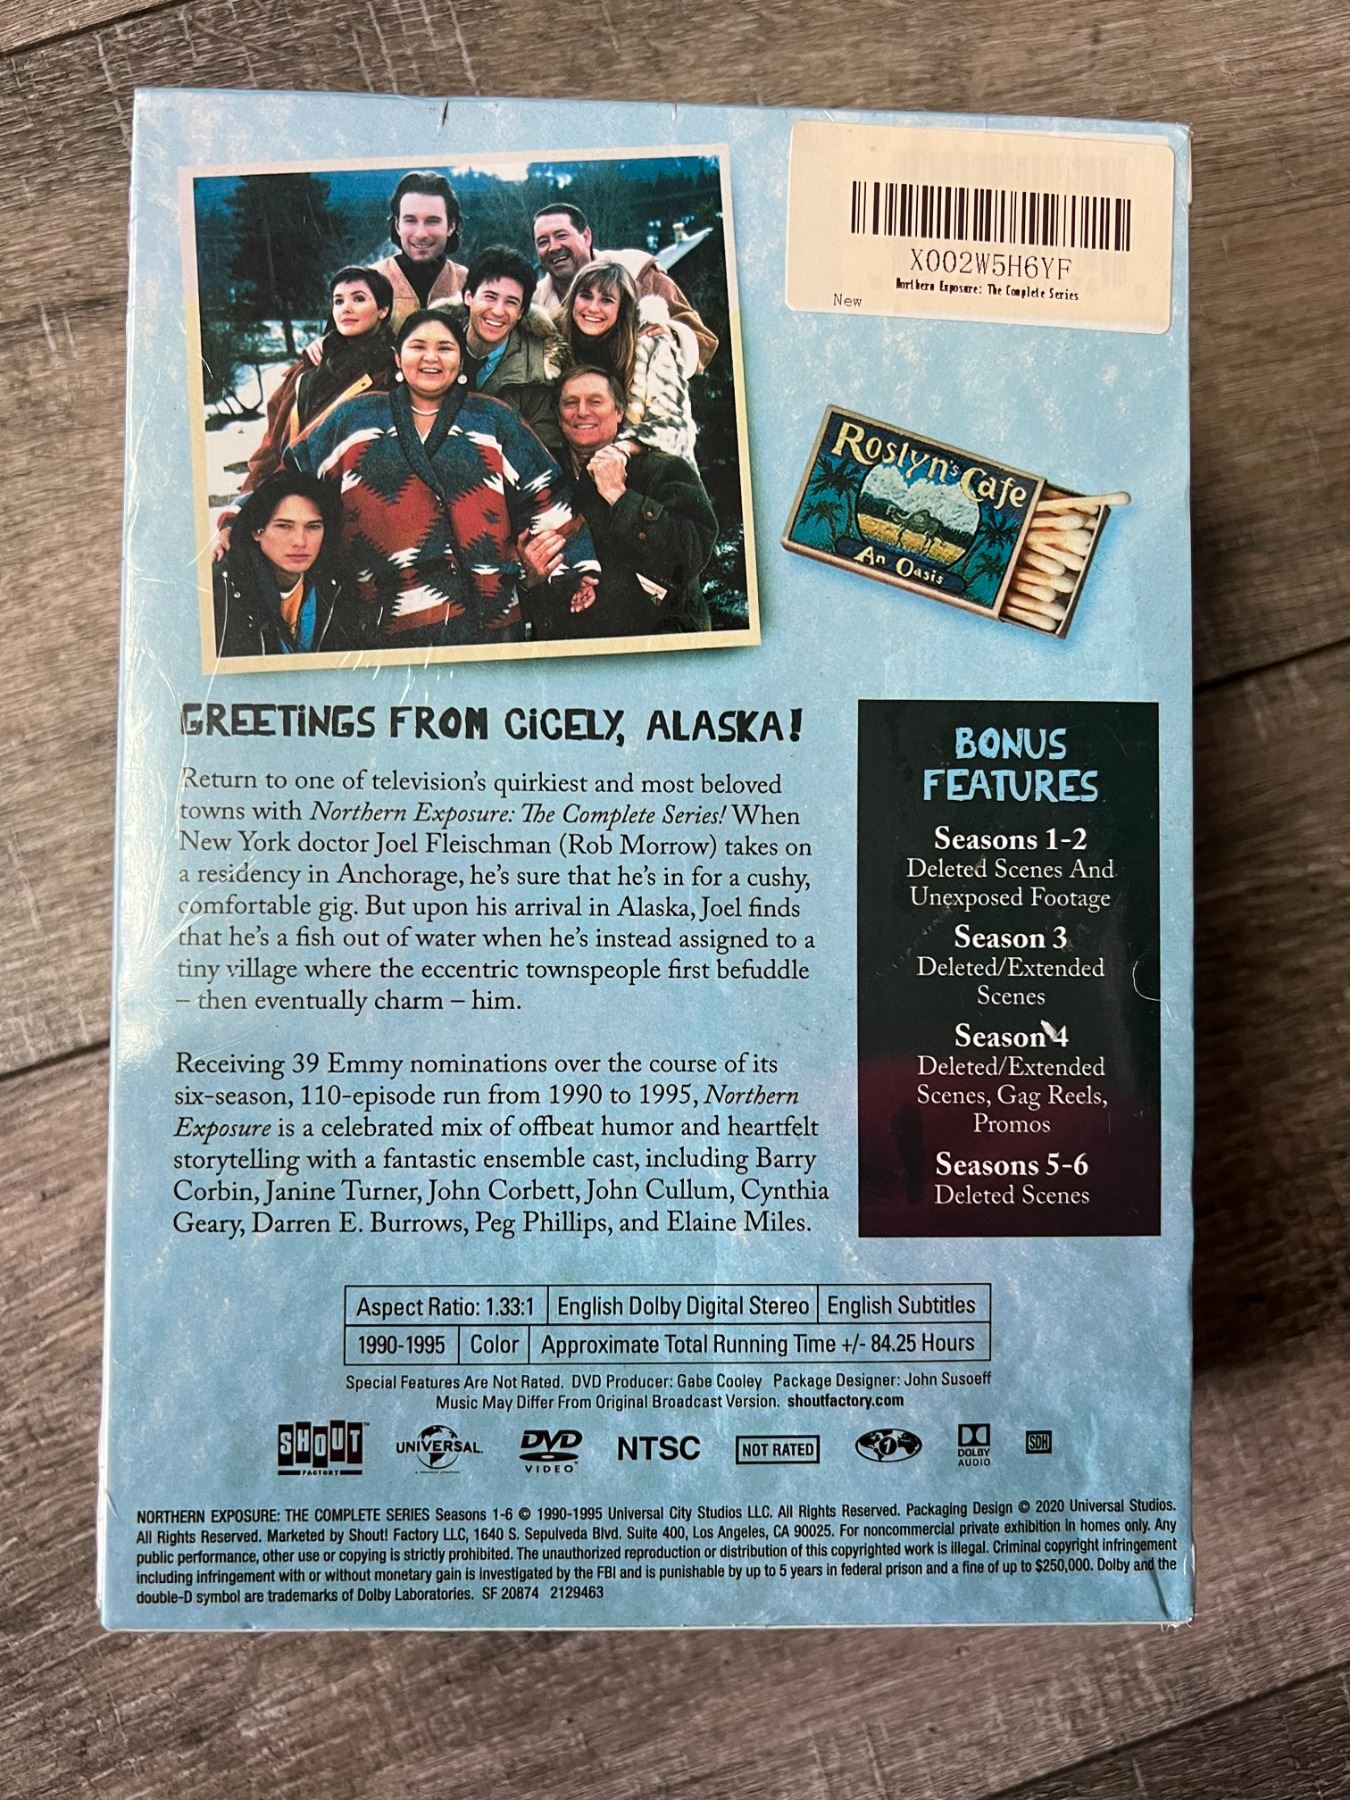 X002W5H6YF
Northern Exposure: The Complete Series
New
Roslyn's Cafe
An Oasis
GREETINGS FROM CICELY, ALASKA!
Return to one of television's quirkiest and most beloved
towns with Northern Exposure: The Complete Series! When
New York doctor Joel Fleischman (Rob Morrow) takes on
a residency in Anchorage, he's sure that he's in for a cushy,
comfortable gig. But upon his arrival in Alaska, Joel finds
that he's a fish out of water when he's instead assigned to a
tiny village where the eccentric townspeople first befuddle
– then eventually charm – him.
Receiving 39 Emmy nominations over the course of its
six-season, 110-episode run from 1990 to 1995, Northern
Exposure is a celebrated mix of offbeat humor and heartfelt
storytelling with a fantastic ensemble cast, including Barry
Corbin, Janine Turner, John Corbett, John Cullum, Cynthia
Geary, Darren E. Burrows, Peg Phillips, and Elaine Miles.
BONUS
FEATURES
Seasons 1-2
Deleted Scenes And
Unexposed Footage
Season 3
Deleted/Extended
Scenes
Season 4
Deleted/Extended
Scenes, Gag Reels,
Promos
Seasons 5-6
Deleted Scenes
Aspect Ratio: 1.33:1 English Dolby Digital Stereo English Subtitles
1990-1995 Color Approximate Total Running Time +/- 84.25 Hours
Special Features Are Not Rated. DVD Producer: Gabe Cooley Package Designer: John Susoeff
Music May Differ From Original Broadcast Version. shoutfactory.com
SHOUT™ FACTORY
UNIVERSAL
DVD VIDEO
NTSC
NOT RATED
1
DOLBY AUDIO
SDH
NORTHERN EXPOSURE: THE COMPLETE SERIES Seasons 1-6 © 1990-1995 Universal City Studios LLC. All Rights Reserved. Packaging Design © 2020 Universal Studios.
All Rights Reserved. Marketed by Shout! Factory LLC, 1640 S. Sepulveda Blvd. Suite 400, Los Angeles, CA 90025. For noncommercial private exhibition in homes only. Any
public performance, other use or copying is strictly prohibited. The unauthorized reproduction or distribution of this copyrighted work is illegal. Criminal copyright infringement
including infringement with or without monetary gain is investigated by the FBI and is punishable by up to 5 years in federal prison and a fine of up to $250,000. Dolby and the
double-D symbol are trademarks of Dolby Laboratories. SF 20874 2129463